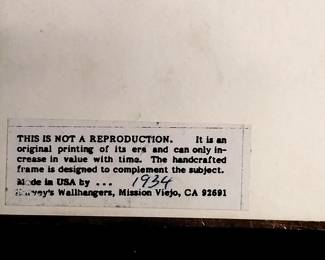 THIS IS NOT A REPRODUCTION. It is an
original printing of its era and can only in-
crease in value with time. The handcrafted
frame is designed to complement the subject.
Made in USA by ... 1934
Wallhangers, Mission Viejo, CA 92691